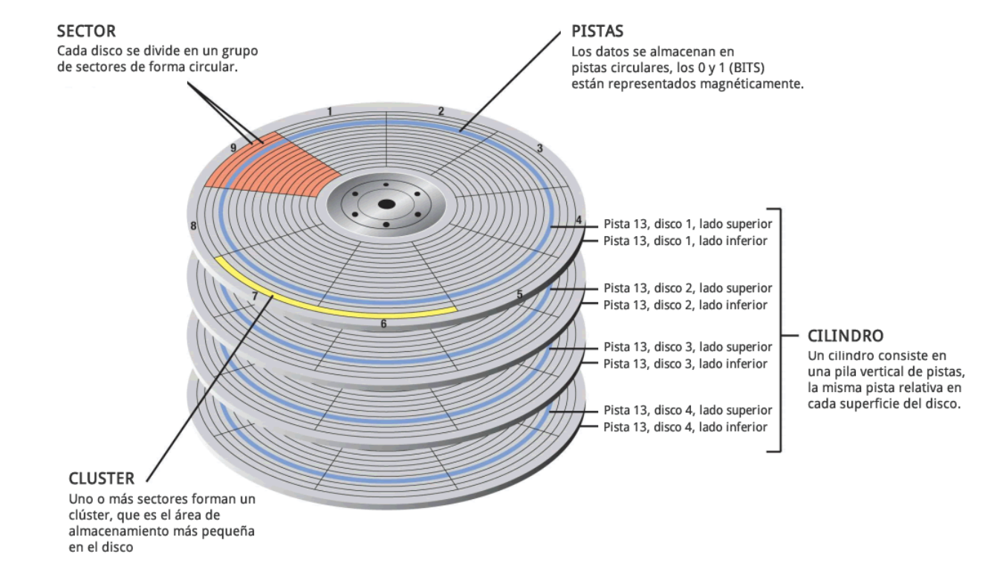 SECTOR
Cada disco se divide en un grupo
de sectores de forma circular.
PISTAS
Los datos se almacenan en
pistas circulares, los 0 y 1 (BITS)
están representados magnéticamente.
1
2
3
4
5
6
7
8
9
Pista 13, disco 1, lado superior
Pista 13, disco 1, lado inferior
Pista 13, disco 2, lado superior
Pista 13, disco 2, lado inferior
Pista 13, disco 3, lado superior
Pista 13, disco 3, lado inferior
Pista 13, disco 4, lado superior
Pista 13, disco 4, lado inferior
CILINDRO
Un cilindro consiste en
una pila vertical de pistas,
la misma pista relativa en
cada superficie del disco.
CLUSTER
Uno o más sectores forman un
clúster, que es el área de
almacenamiento más pequeña
en el disco